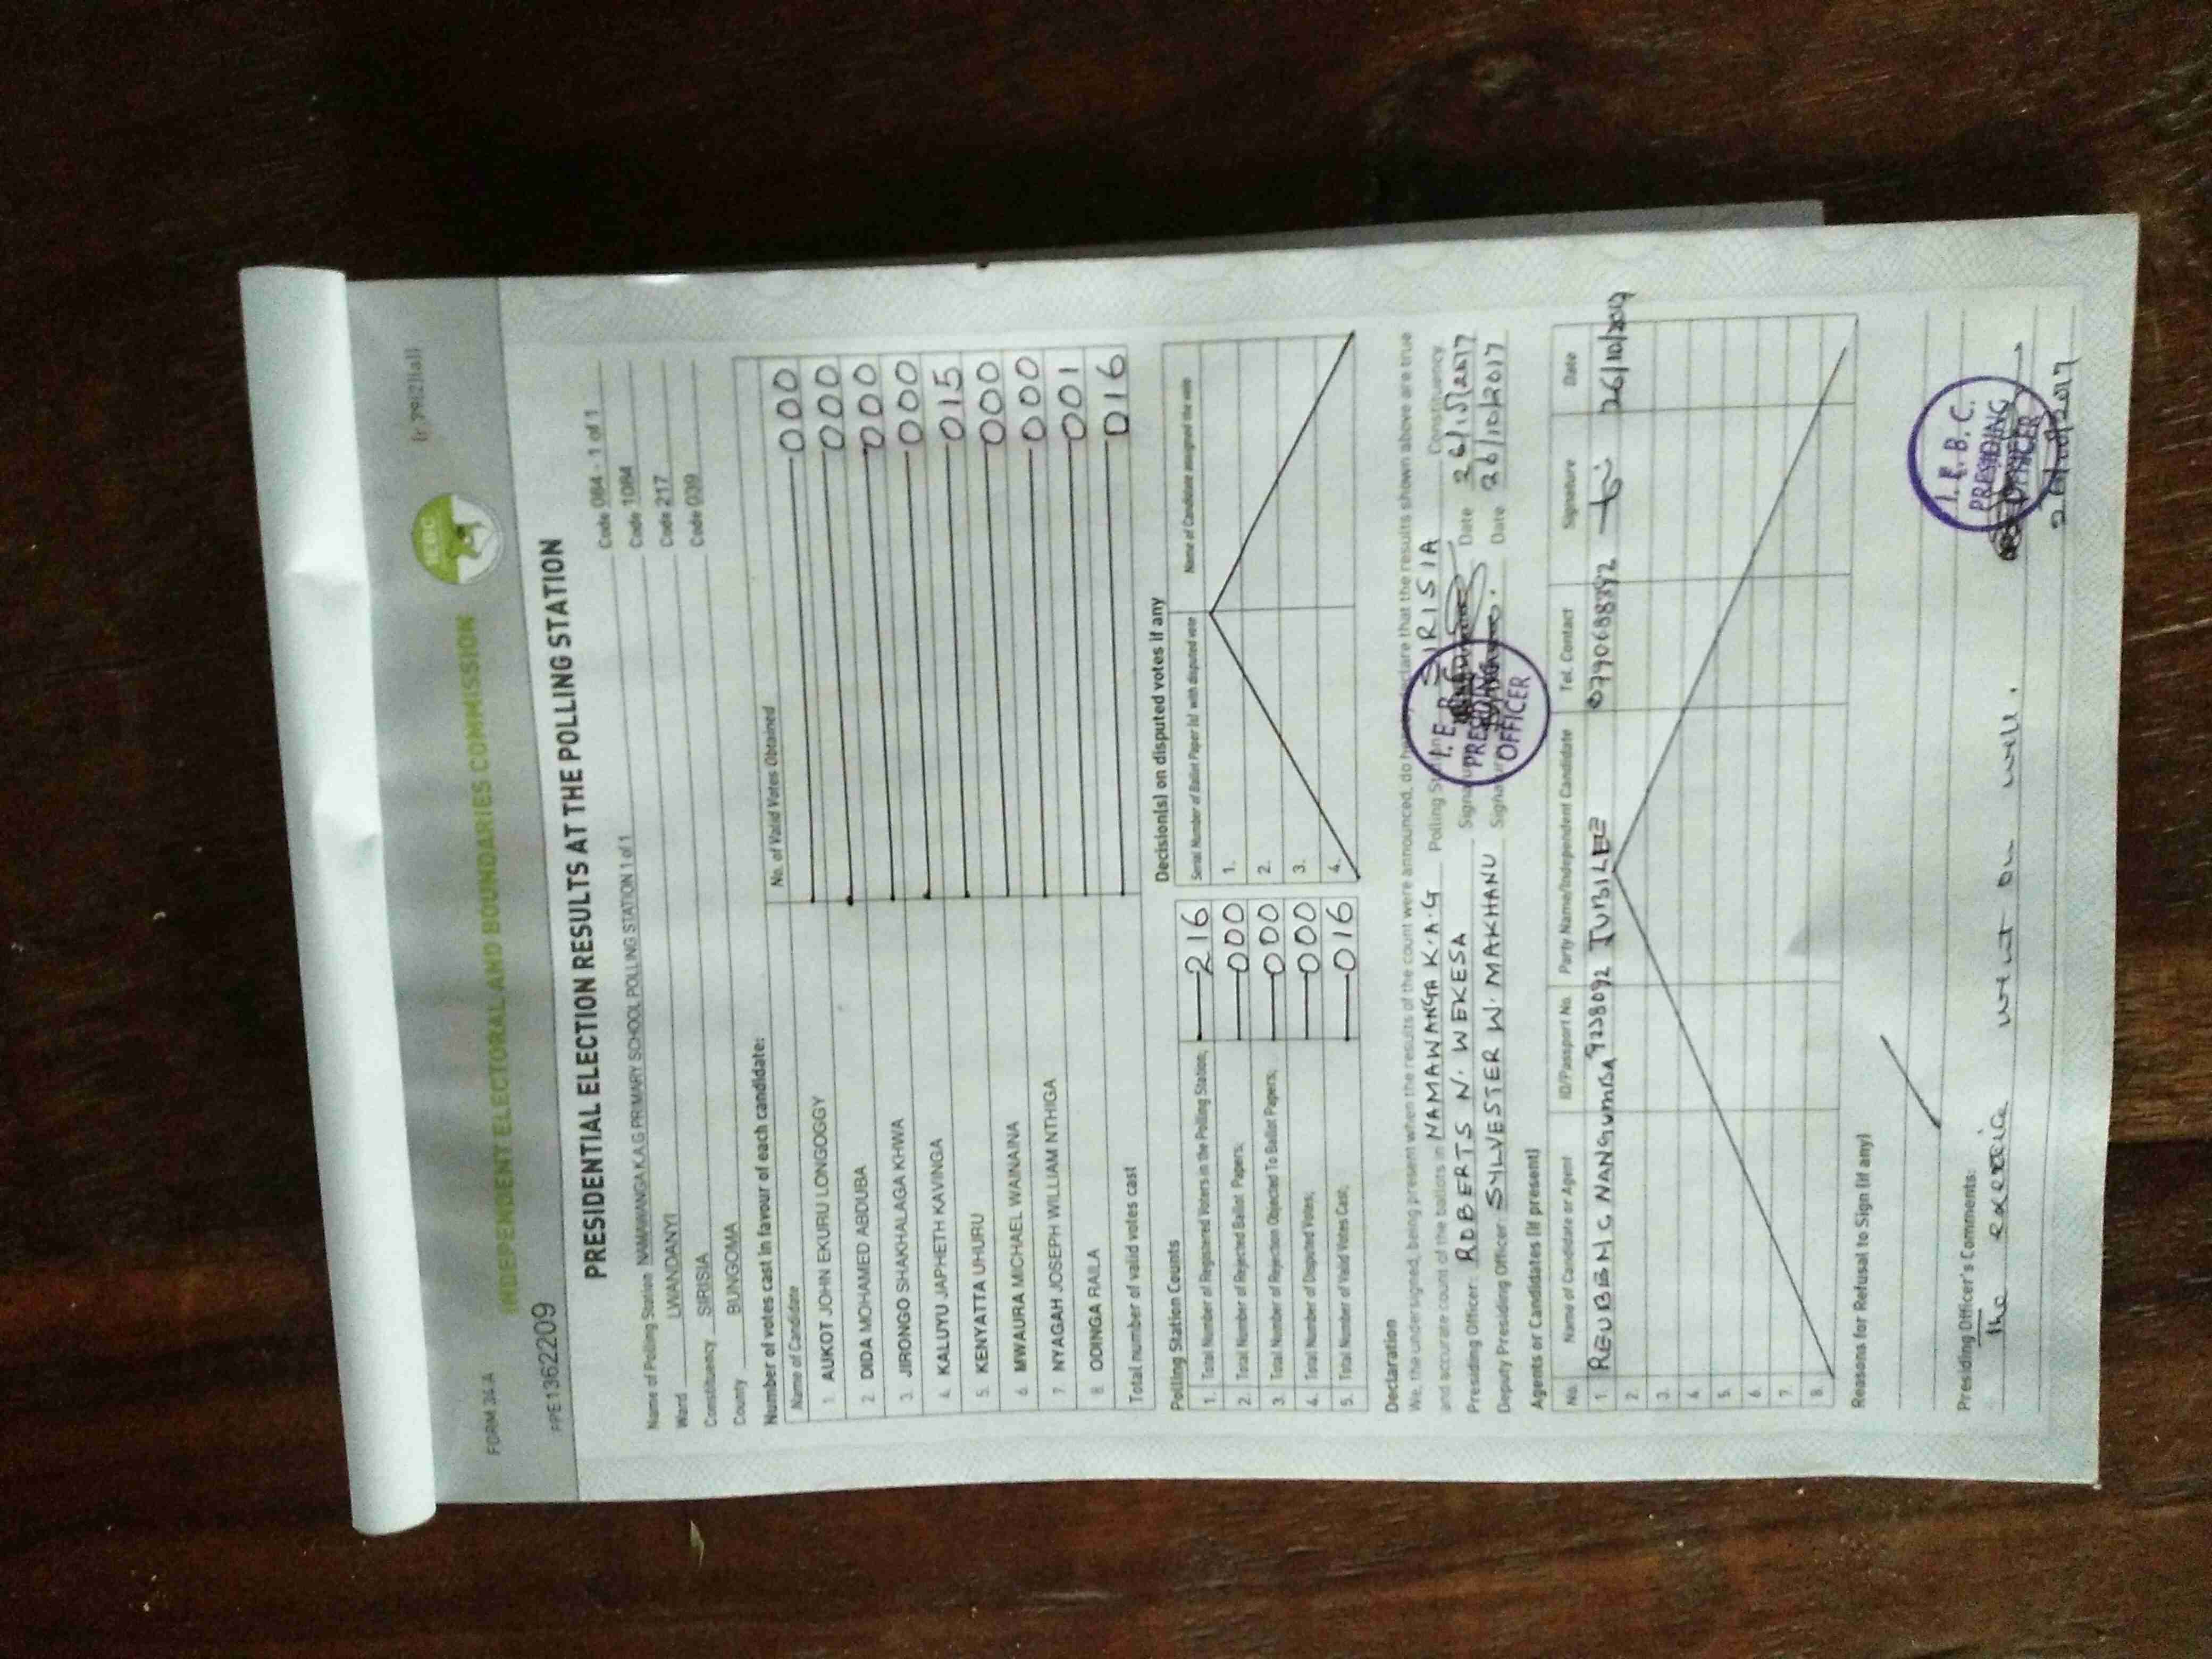 FORM 34A
(r.79(2)(a))
INDEPENDENT ELECTORAL AND BOUNDARIES COMMISSION
IEBC
PPE1362209
PRESIDENTIAL ELECTION RESULTS AT THE POLLING STATION
Name of Polling Station NAMAWANGA K.A.G PRIMARY SCHOOL POLLING STATION 1 of 1 Code 084 - 1 of 1
Ward LWANDANYI Code 1084
Constituency SIRISIA Code 217
County BUNGOMA Code 039
Number of votes cast in favour of each candidate:
Name of Candidate No. of Valid Votes Obtained
1. AUKOT JOHN EKURU LONGOGGY 000
2. DIDA MOHAMED ABDUBA 000
3. JIRONGO SHAKHALAGA KHWA 000
4. KALUYU JAPHETH KAVINGA 000
5. KENYATTA UHURU 015
6. MWAURA MICHAEL WAINAINA 000
7. NYAGAH JOSEPH WILLIAM NTHIGA 000
8. ODINGA RAILA 001
Total number of valid votes cast 016
Polling Station Counts
1. Total Number of Registered Voters in the Polling Station; 216
2. Total Number of Rejected Ballot Papers; 000
3. Total Number of Rejection Objected To Ballot Papers; 000
4. Total Number of Disputed Votes; 000
5. Total Number of Valid Votes Cast; 016
Decision(s) on disputed votes if any
Serial Number of Ballot Paper (s) with disputed vote Name of Candidate assigned the vote
1.
2.
3.
4.
Declaration
We, the undersigned, being present when the results of the count were announced, do hereby declare that the results shown above are true
and accurate count of the ballots in NAMAWANGA K.A.G Polling Station SIRISIA Constituency.
Presiding Officer: ROBERTS N. WEKESA Signature Date 26/10/2017
Deputy Presiding Officer SYLVESTER W. MAKHANU Signature Date 26/10/2017
I.E.B.C. PRESIDING OFFICER
Agents or Candidates (if present)
No. Name of Candidate or Agent ID/Passport No. Party Name/Independent Candidate Tel. Contact Signature Date
1. REUBEN C NANGUMBA 9238092 JUBILEE 0790688392 26/10/2017
2.
3.
4.
5.
6.
7.
8.
Reasons for Refusal to Sign (if any)
Presiding Officer's Comments:
The exercie went on well.
I.E.B.C.
PRESIDING
OFFICER
26/10/2017